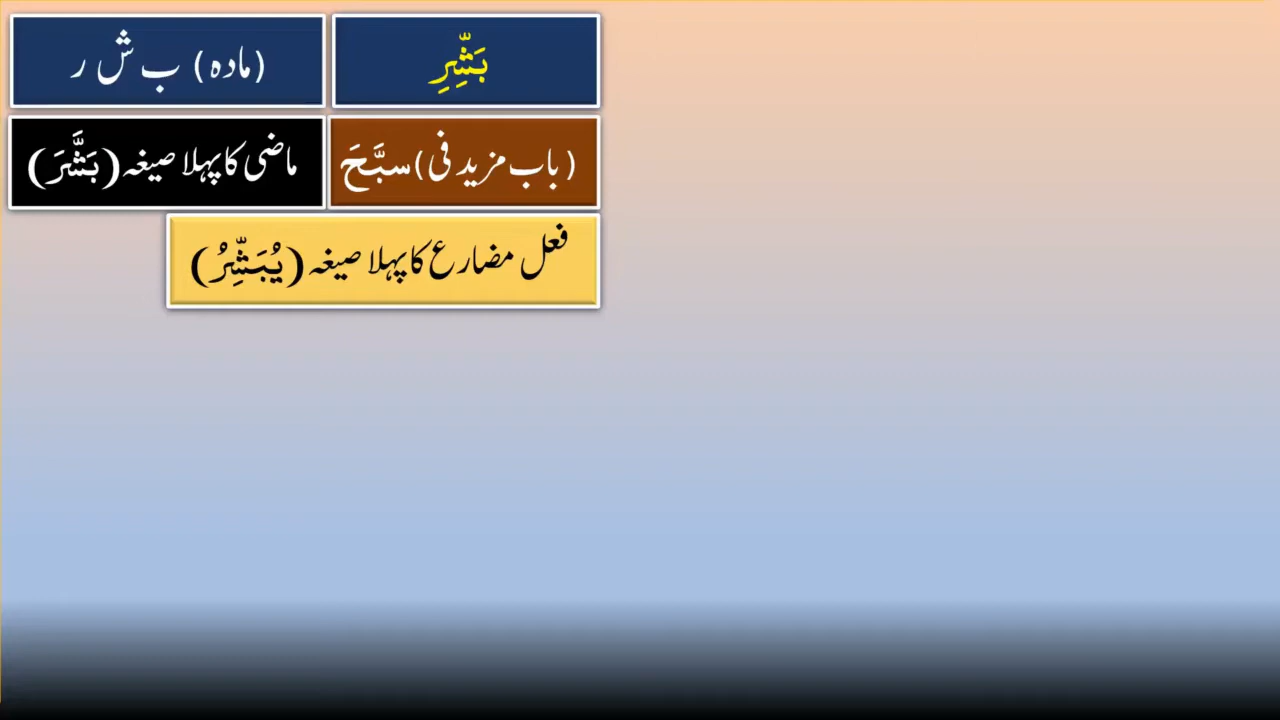 بَشِّرِ
(مادہ) ب ش ر
(باب مزید فی) سبَّحَ
ماضی کا پہلا صیغہ (بَشَّرَ)
فعل مضارع کا پہلا صیغہ (یُبَشِّرُ)